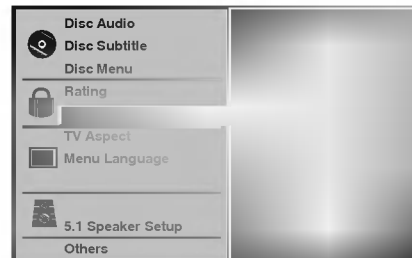 Disc Audio
Disc Subtitle
Disc Menu
Rating
TV Aspect
Menu Language
5.1 Speaker Setup
Others